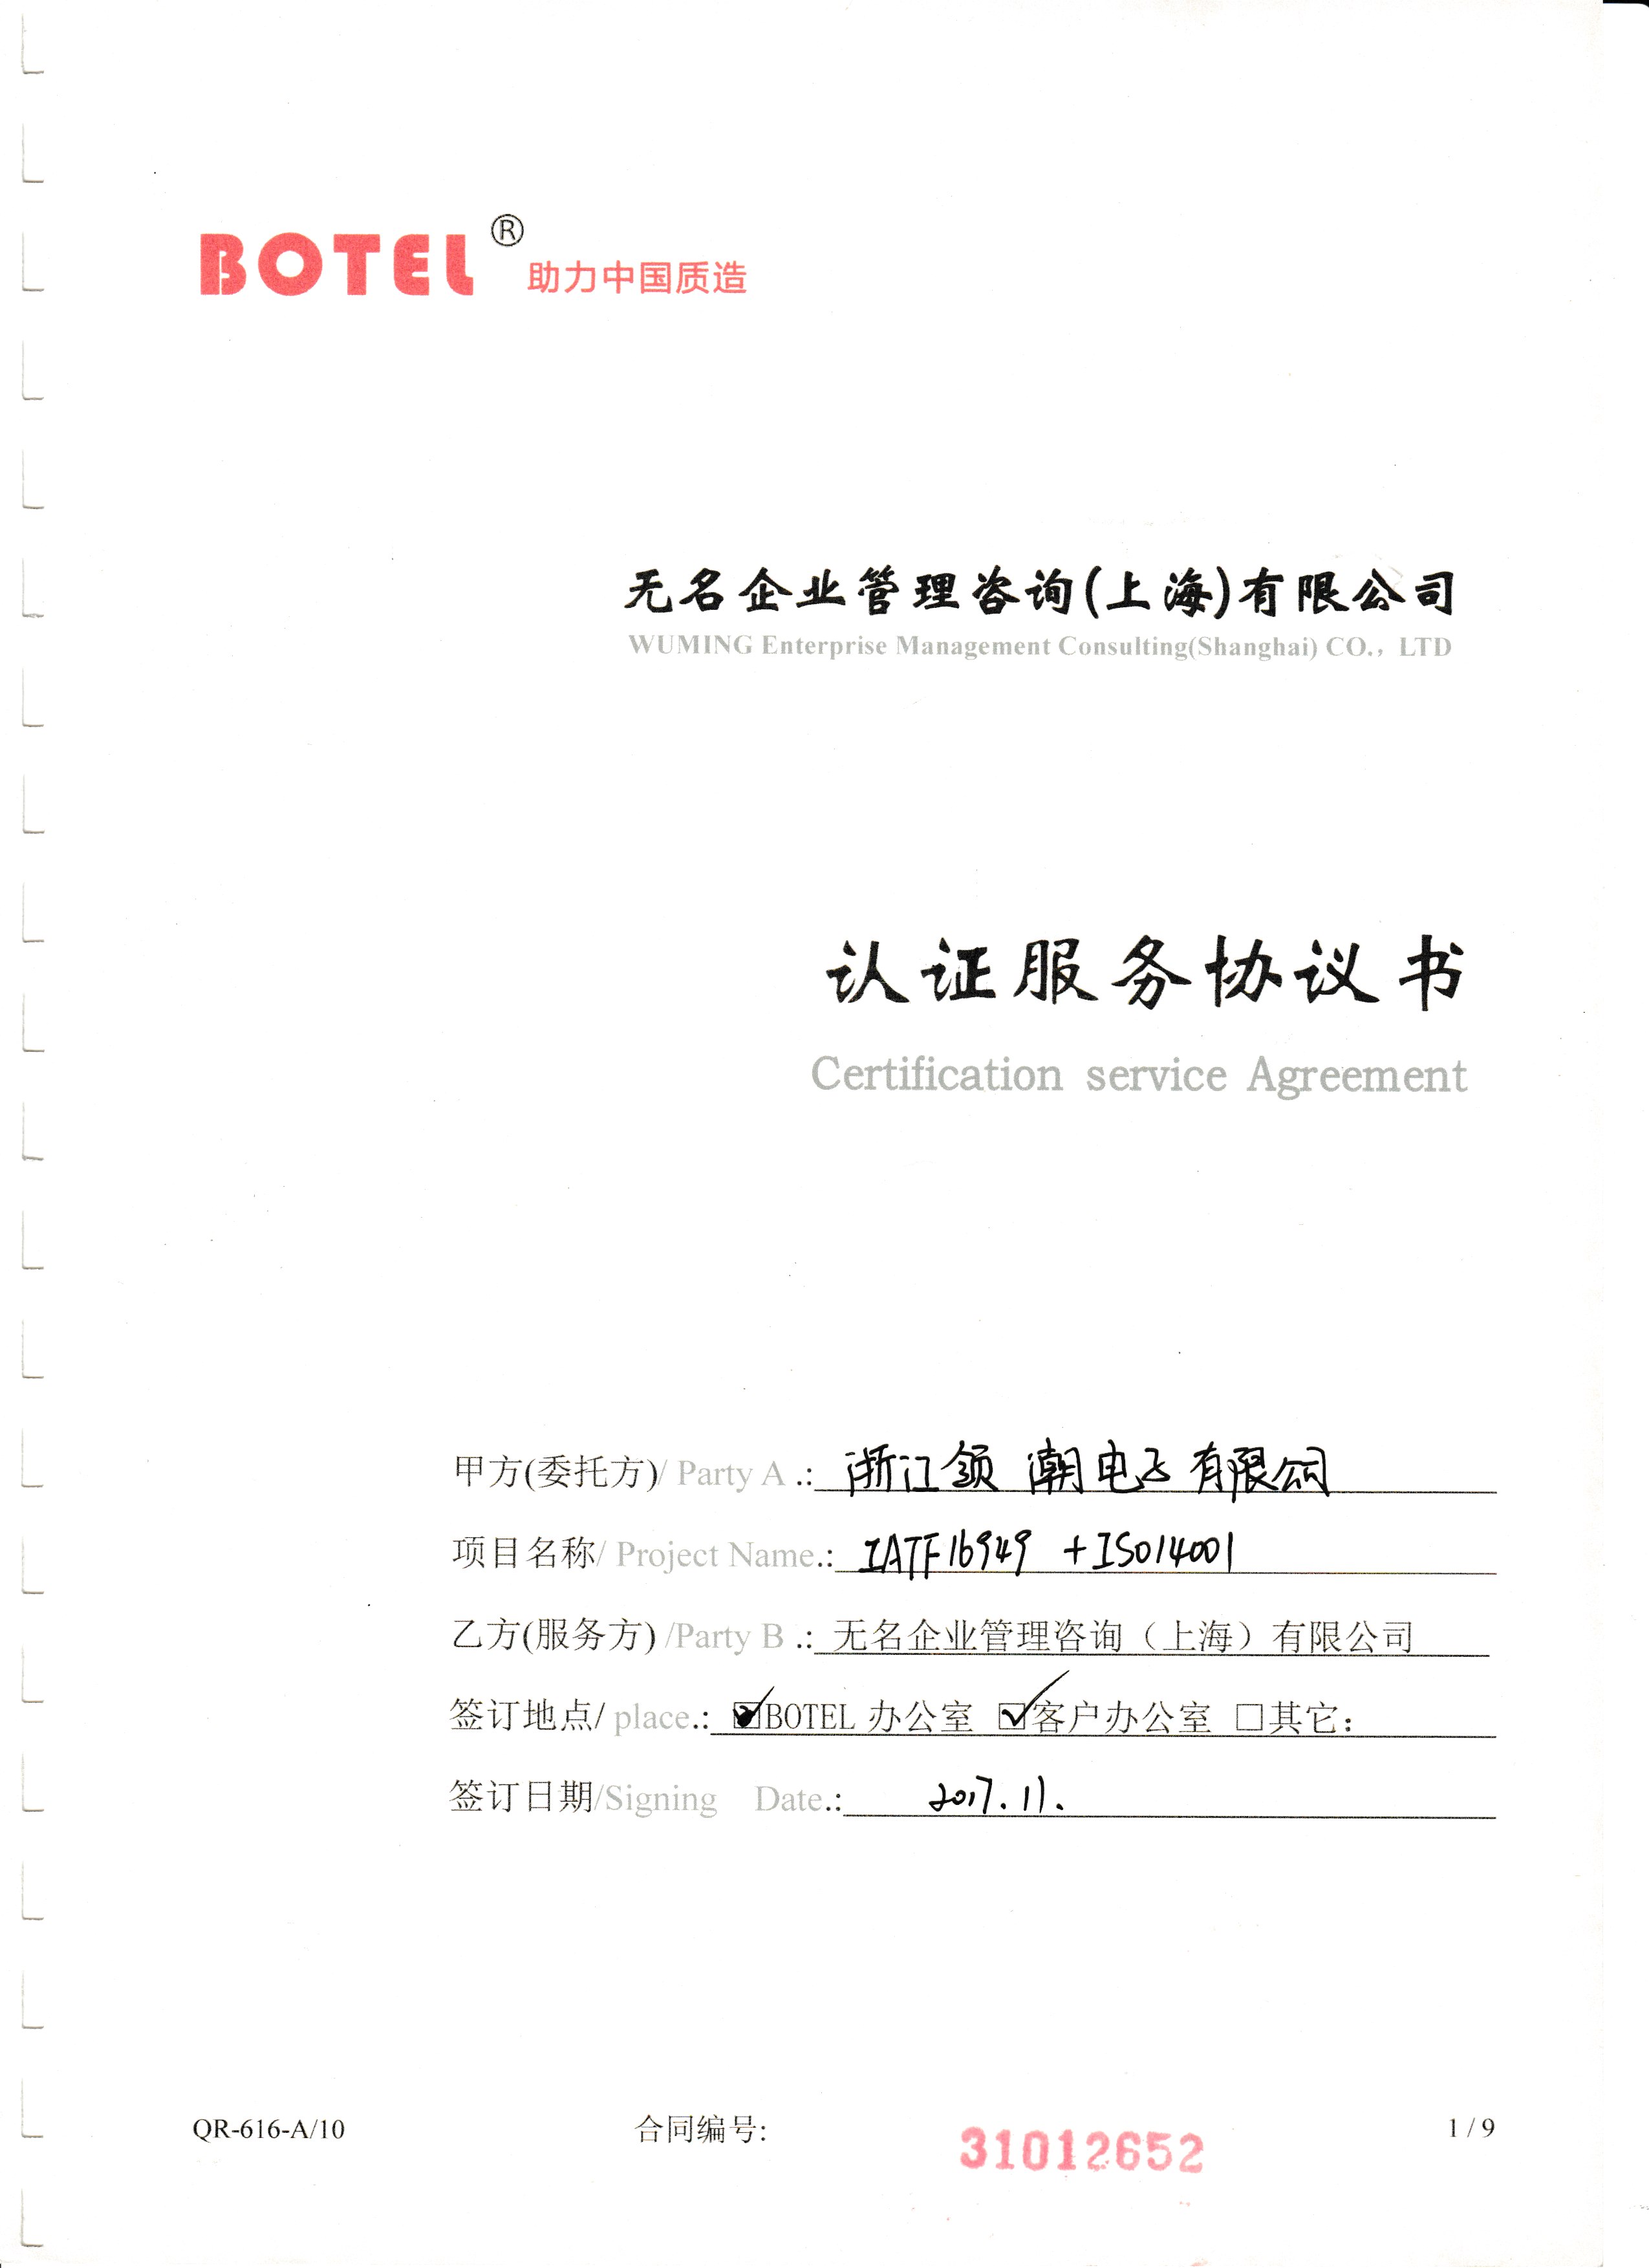 BOTEL® 助力中国质造
无名企业管理咨询(上海)有限公司
WUMING Enterprise Management Consulting(Shanghai) CO.，LTD
认证服务协议书
Certification service Agreement
甲方(委托方)/ Party A .: 浙江领潮电子有限公司
项目名称/ Project Name.: IATF16949 +ISO14001
乙方(服务方) /Party B .: 无名企业管理咨询（上海）有限公司
签订地点/ place.: ☑BOTEL 办公室 ☑客户办公室 □其它：
签订日期/Signing Date.: 2017.11.
QR-616-A/10 合同编号: 31012652 1 / 9